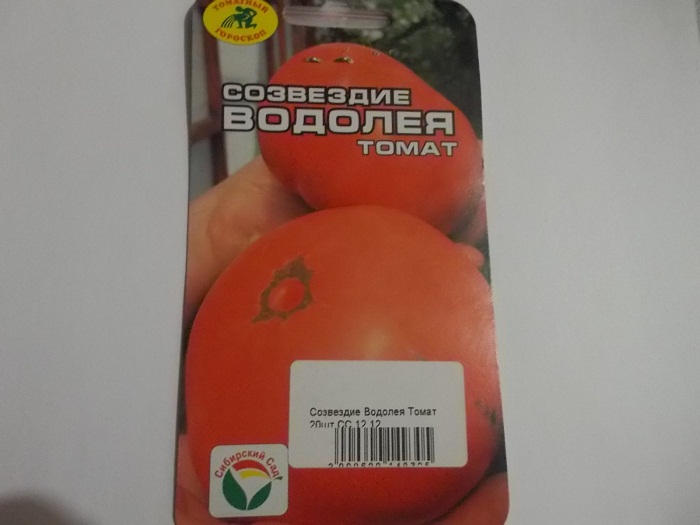 ТОМАТНЫЙ
ГОРОСКОП
СОЗВЕЗДИЕ
ВОДОЛЕЯ
ТОМАТ
Созвездие Водолея Томат
20шт СС 12.12
Сибирский Сад